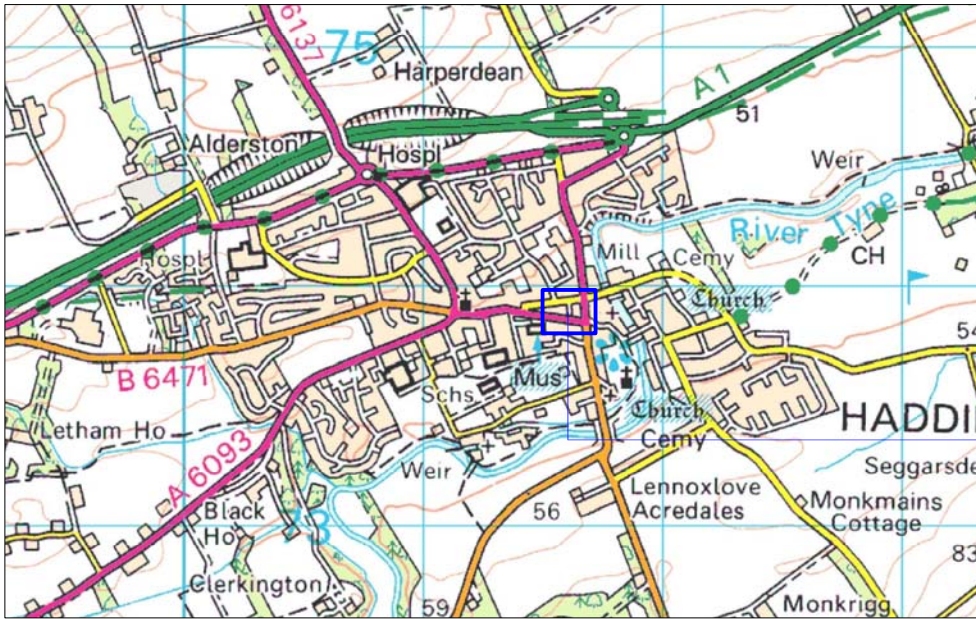 6137
75
Harperdean
A 1
51
Alderston
Hospl
Weir
River Tyne
Hospl
Mill
Cemy
CH
Church
54
B 6471
Mus
Schs
Church
Cemy
HADDI
Letham Ho
A 6093
Weir
Seggarsde
Black
Ho
73
56
Lennoxlove
Acredales
Monkmains
Cottage
83
Clerkington
59
Monkrigg